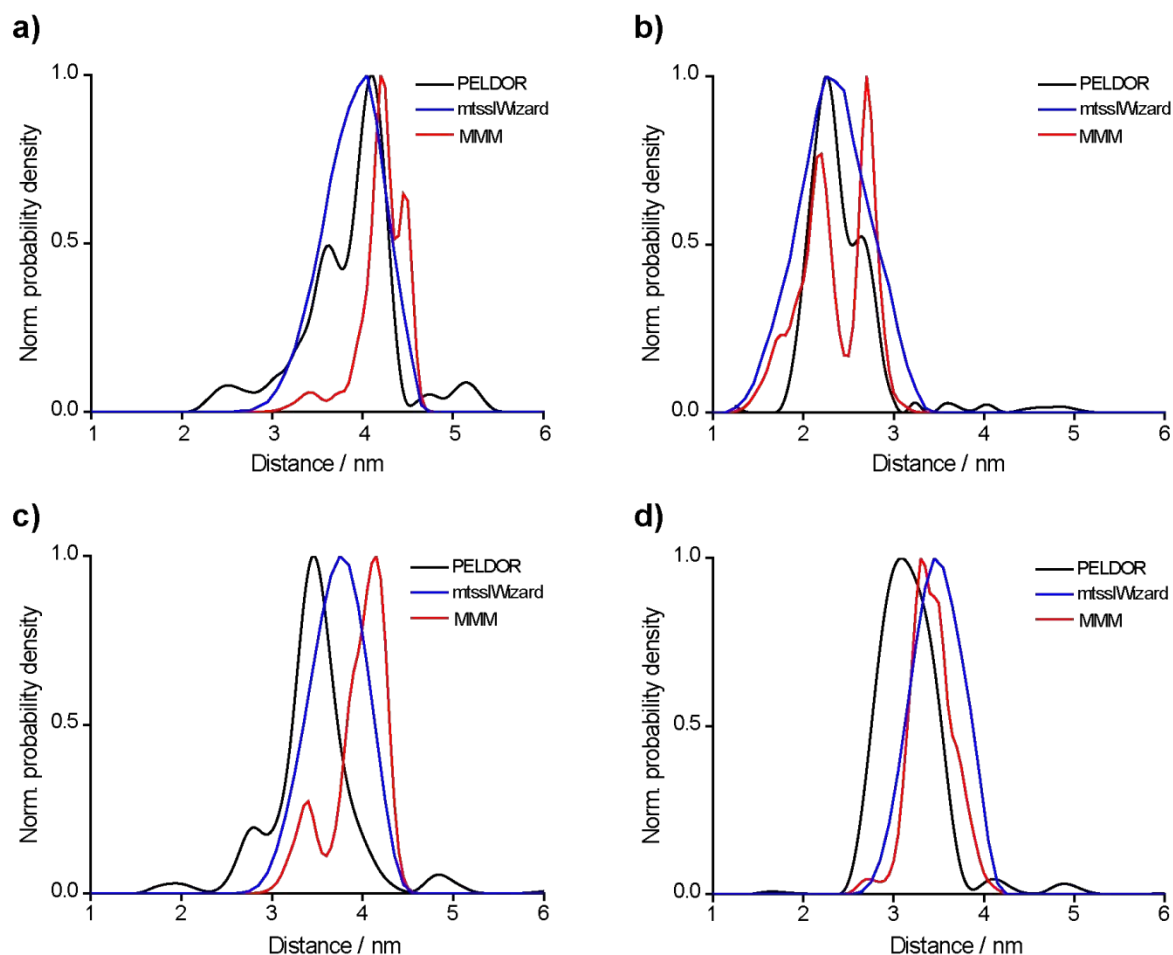 a)
Norm. probability density
1.0
0.5
0.0
PELDOR
mtsslWizard
MMM
1 2 3 4 5 6
Distance / nm
b)
Norm. probability density
1.0
0.5
0.0
PELDOR
mtsslWizard
MMM
1 2 3 4 5 6
Distance / nm
c)
Norm. probability density
1.0
0.5
0.0
PELDOR
mtsslWizard
MMM
1 2 3 4 5 6
Distance / nm
d)
Norm. probability density
1.0
0.5
0.0
PELDOR
mtsslWizard
MMM
1 2 3 4 5 6
Distance / nm